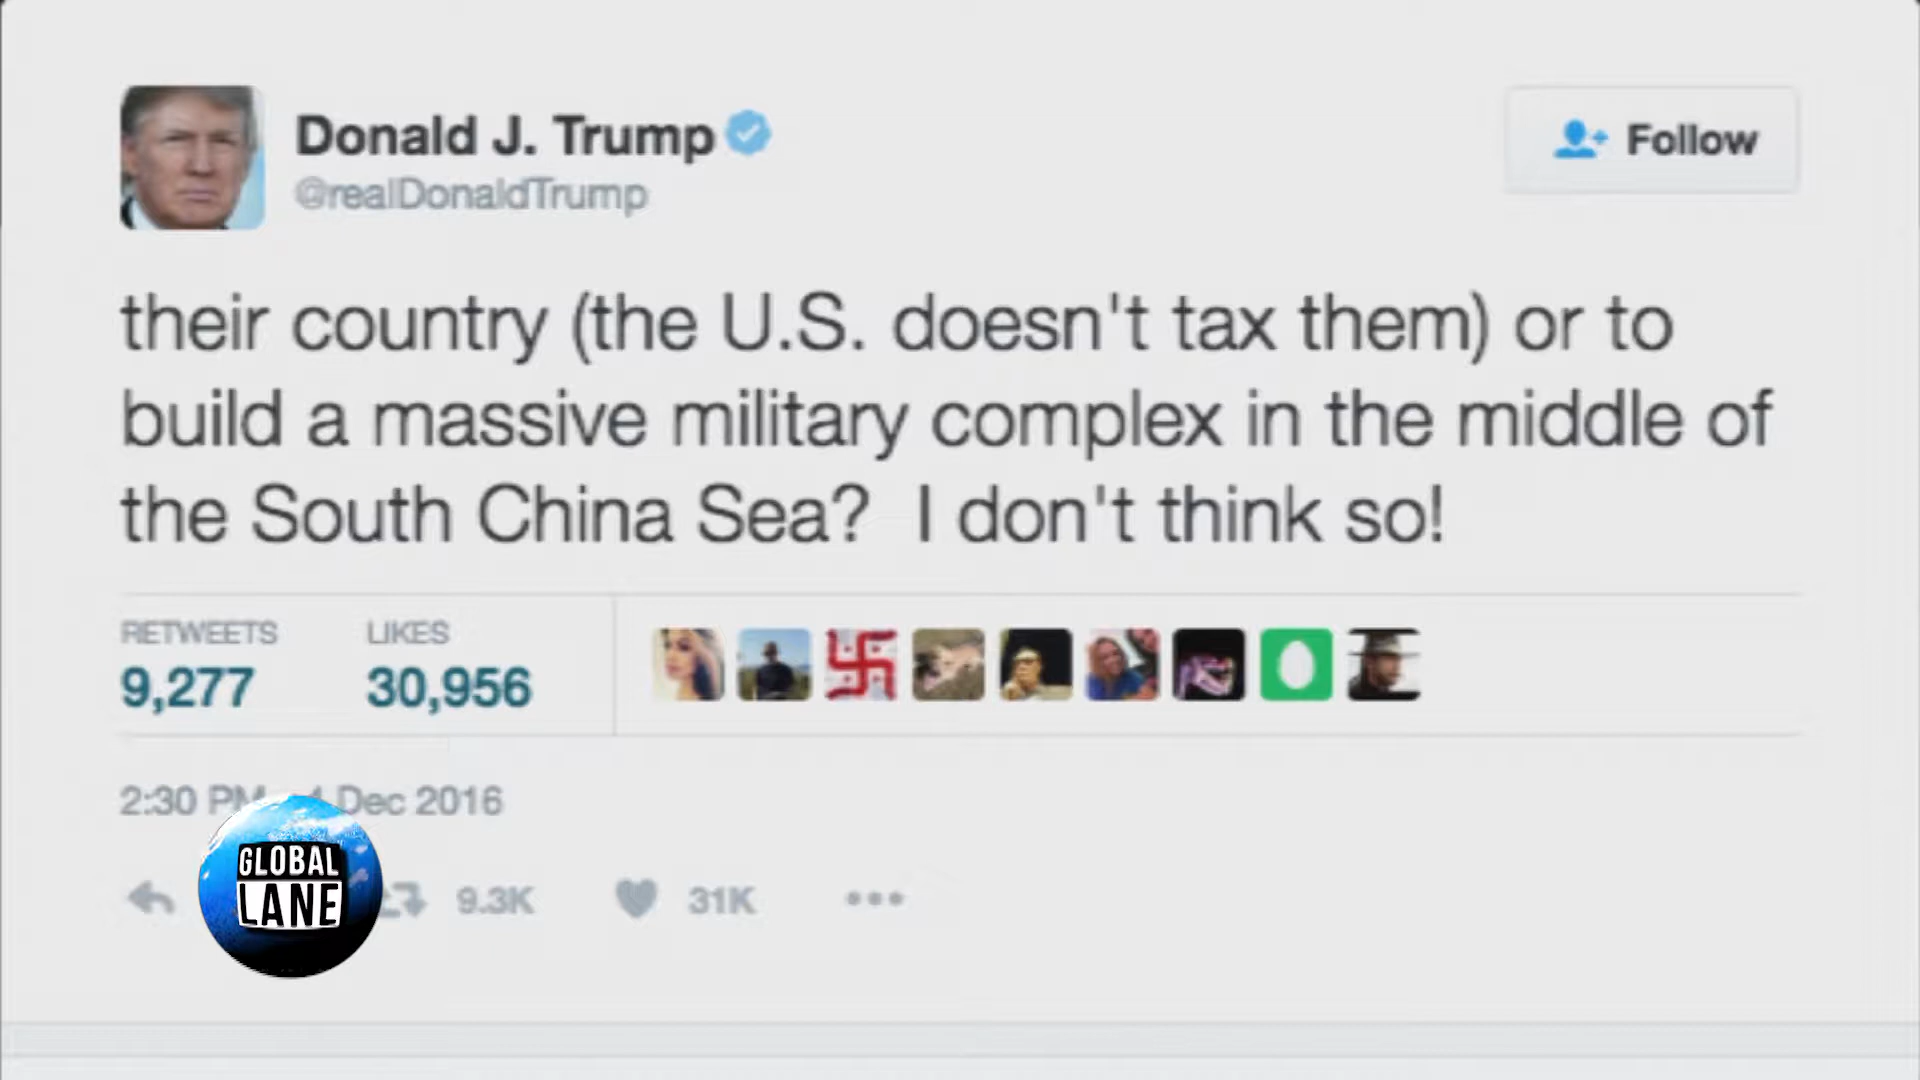 Donald J. Trump
@realDonaldTrump
Follow
their country (the U.S. doesn't tax them) or to
build a massive military complex in the middle of
the South China Sea?  I don't think so!
RETWEETS LIKES
9,277 30,956
2:30 PM Dec 2016
GLOBAL
LANE
9.3K 31K